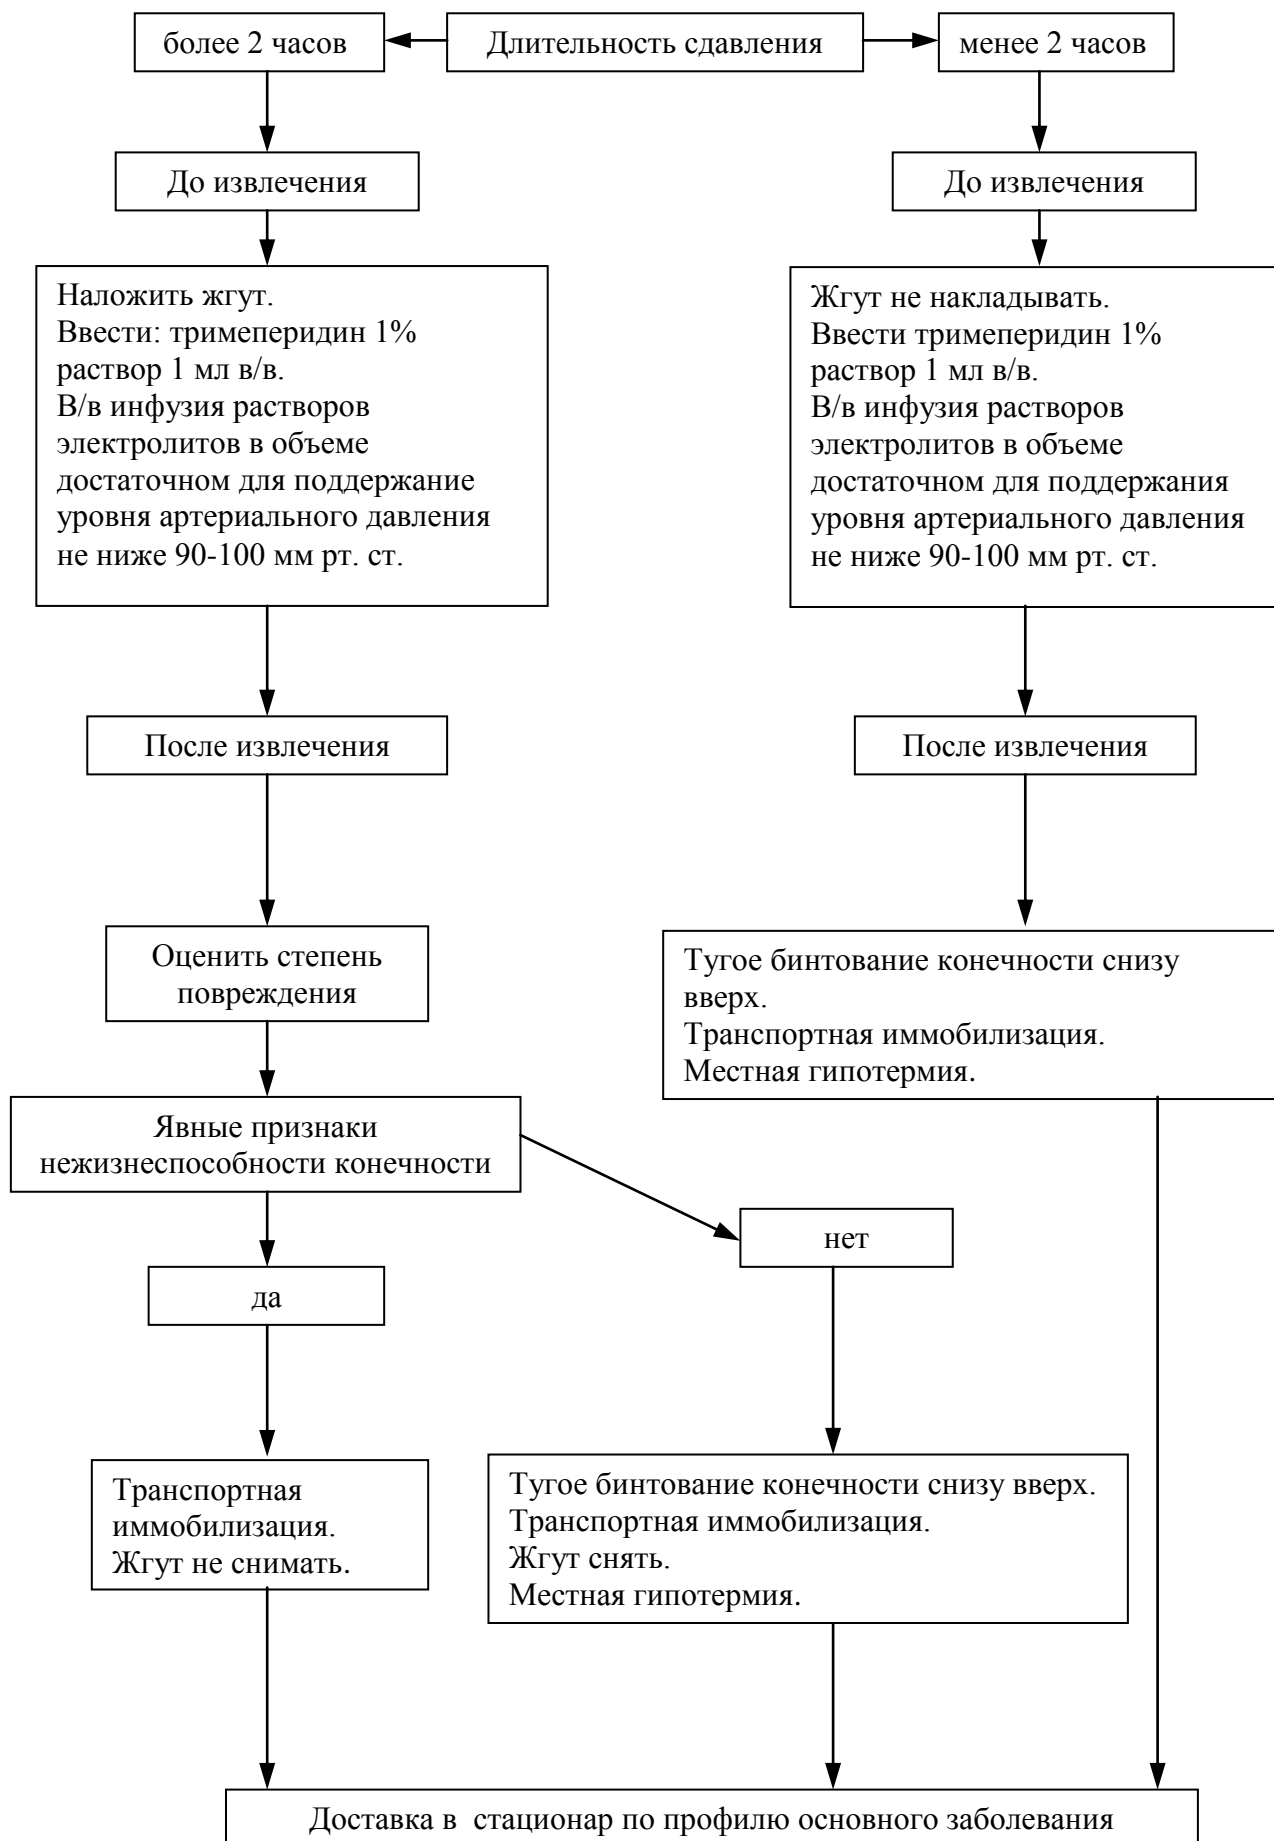 более 2 часов
Длительность сдавления
менее 2 часов
До извлечения
До извлечения
Наложить жгут.
Ввести: тримеперидин 1%
раствор 1 мл в/в.
В/в инфузия растворов
электролитов в объеме
достаточном для поддержание
уровня артериального давления
не ниже 90-100 мм рт. ст.
Жгут не накладывать.
Ввести тримеперидин 1%
раствор 1 мл в/в.
В/в инфузия растворов
электролитов в объеме
достаточном для поддержания
уровня артериального давления
не ниже 90-100 мм рт. ст.
После извлечения
После извлечения
Оценить степень
повреждения
Тугое бинтование конечности снизу
вверх.
Транспортная иммобилизация.
Местная гипотермия.
Явные признаки
нежизнеспособности конечности
нет
да
Транспортная
иммобилизация.
Жгут не снимать.
Тугое бинтование конечности снизу вверх.
Транспортная иммобилизация.
Жгут снять.
Местная гипотермия.
Доставка в стационар по профилю основного заболевания